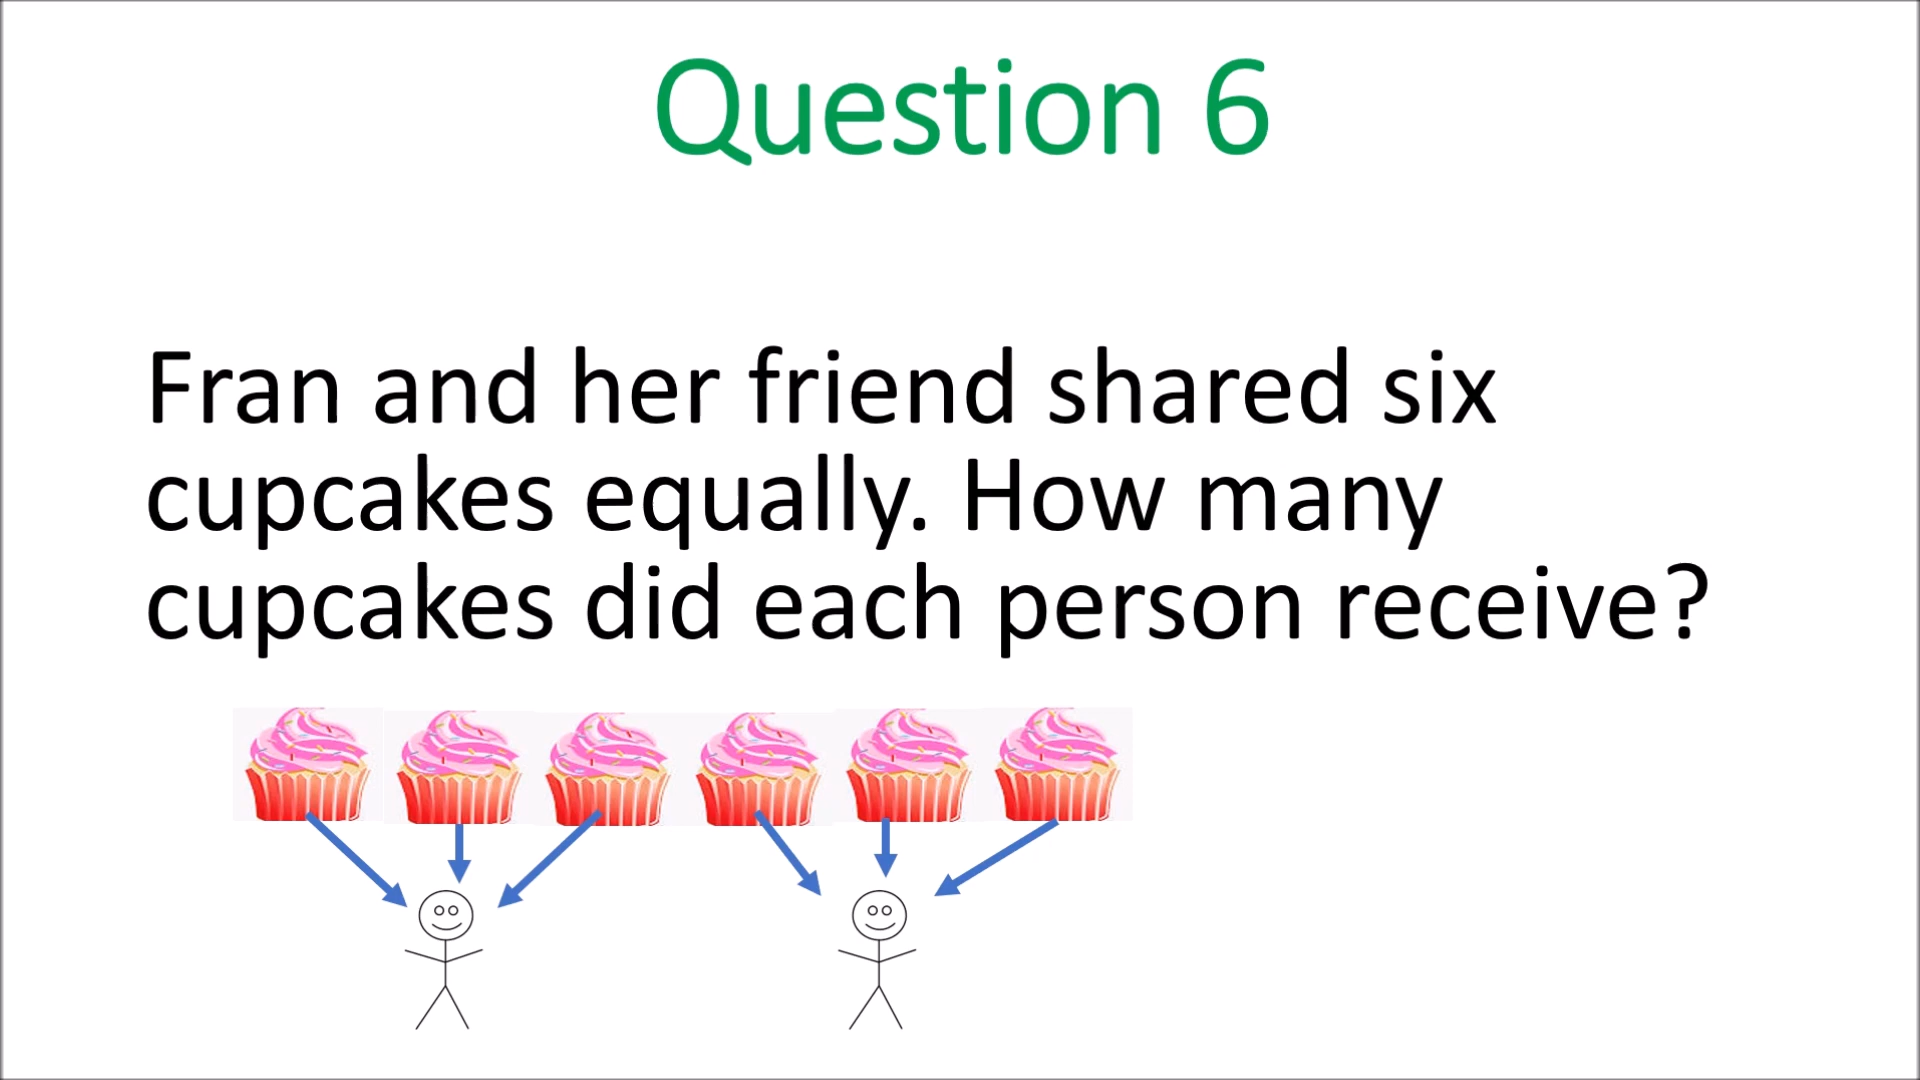 Question 6
Fran and her friend shared six
cupcakes equally. How many
cupcakes did each person receive?